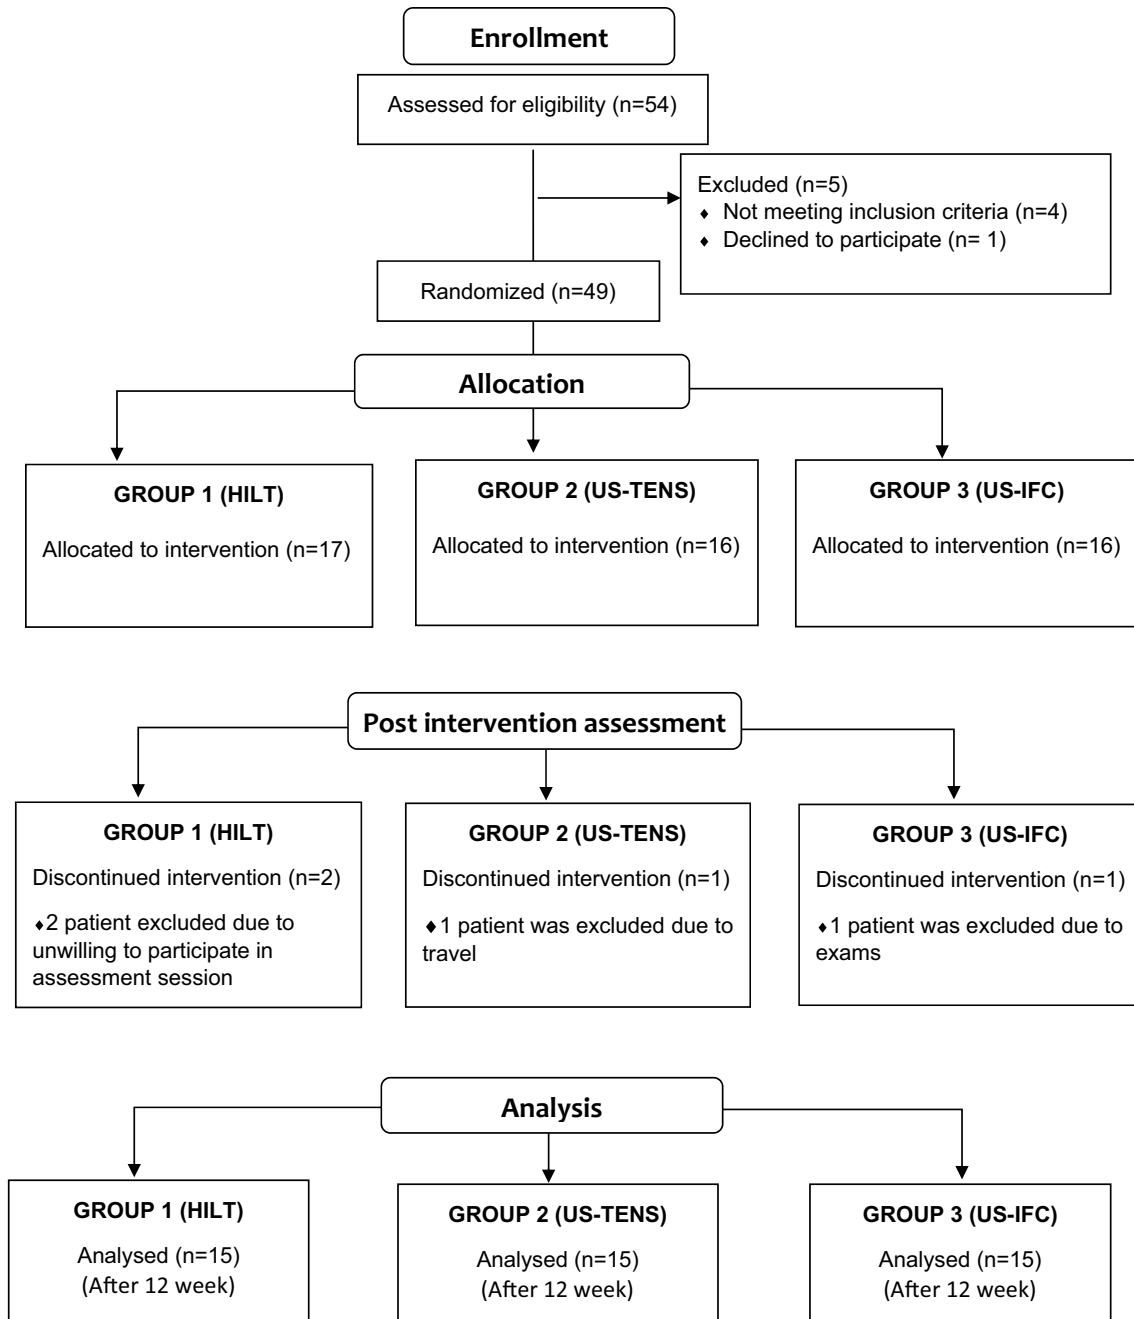 Enrollment
Assessed for eligibility (n=54)
Excluded (n=5)
♦ Not meeting inclusion criteria (n=4)
♦ Declined to participate (n= 1)
Randomized (n=49)
Allocation
GROUP 1 (HILT)
Allocated to intervention (n=17)
GROUP 2 (US-TENS)
Allocated to intervention (n=16)
GROUP 3 (US-IFC)
Allocated to intervention (n=16)
Post intervention assessment
GROUP 1 (HILT)
Discontinued intervention (n=2)
♦2 patient excluded due to
unwilling to participate in
assessment session
GROUP 2 (US-TENS)
Discontinued intervention (n=1)
♦1 patient was excluded due to
travel
GROUP 3 (US-IFC)
Discontinued intervention (n=1)
♦1 patient was excluded due to
exams
Analysis
GROUP 1 (HILT)
Analysed (n=15)
(After 12 week)
GROUP 2 (US-TENS)
Analysed (n=15)
(After 12 week)
GROUP 3 (US-IFC)
Analysed (n=15)
(After 12 week)